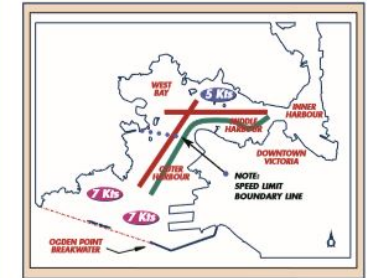 WEST
BAY
5 Kts
INNER
HARBOUR
MIDDLE
HARBOUR
DOWNTOWN
VICTORIA
OUTER
HARBOUR
NOTE:
SPEED LIMIT
BOUNDARY LINE
7 Kts
7 Kts
OGDEN POINT
BREAKWATER